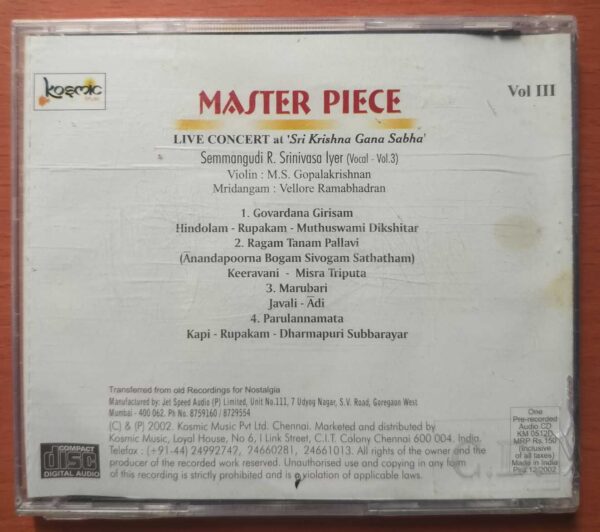 Kosmic
Music
MASTER PIECE
Vol III
LIVE CONCERT at 'Sri Krishna Gana Sabha'
Semmangudi R. Srinivasa Iyer (Vocal - Vol.3)
Violin : M.S. Gopalakrishnan
Mridangam : Vellore Ramabhadran
1. Govardana Girisam
Hindolam - Rupakam - Muthuswami Dikshitar
2. Ragam Tanam Pallavi
(Ānandapoorna Bogam Sivogam Sathatham)
Keeravani - Misra Triputa
3. Marubari
Javali - Ādi
4. Parulannamata
Kapi - Rupakam - Dharmapuri Subbarayar
Transferred from old Recordings for Nostalgia
Manufactured by: Jet Speed Audio (P) Limited, Unit No.111, 7 Udyog Nagar, S.V. Road, Goregaon West
Mumbai - 400 062. Ph # 8759160 / 8729554
(C) & (P) 2002. Kosmic Music Pvt Ltd. Chennai. Marketed and distributed by
Kosmic Music, Loyal House, No 6, I Link Street, C.I.T. Colony Chennai 600 004. India.
Telefax : (+91-44) 24992742, 24660281, 24661013. All rights of the owner and the
producer of the work reserved. Unauthorised use and copying in any form
of this recording is strictly prohibited and is violation of applicable laws.
COMPACT
disc
DIGITAL AUDIO
One
Pre-recorded
Audio CD
KM 0512D
MRP Rs.150
(Inclusive
of all taxes)
Made in India
12/2002